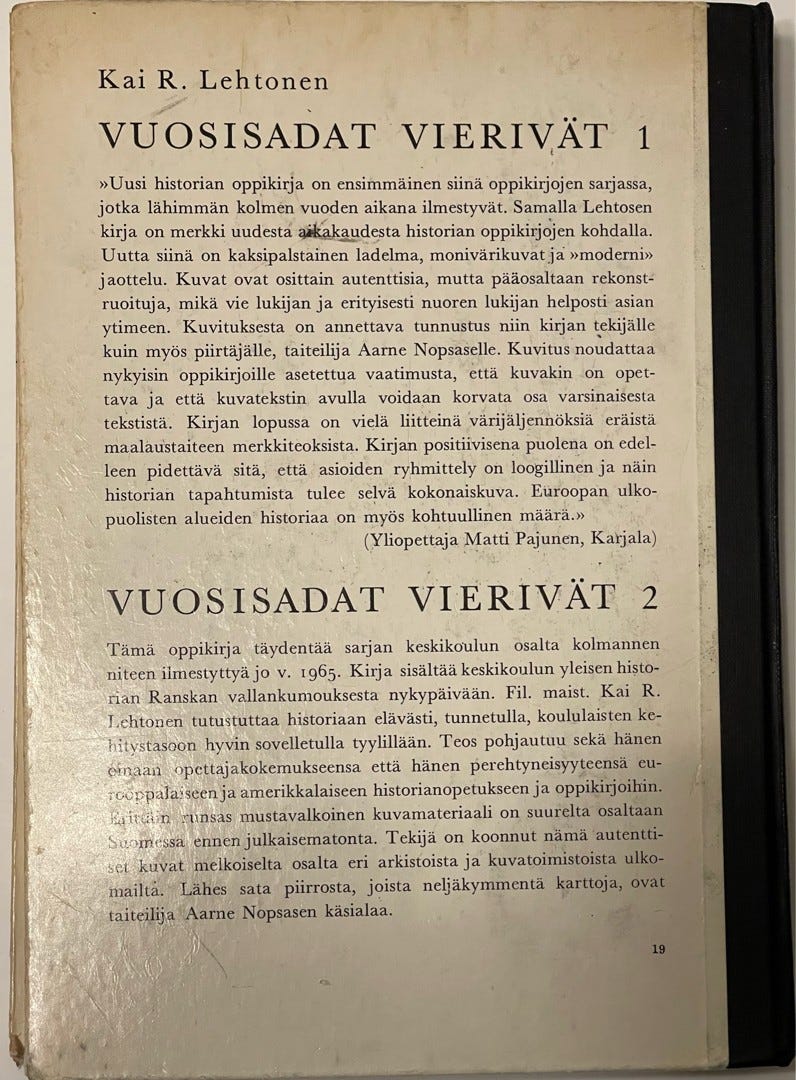 Kai R. Lehtonen
VUOSISADAT VIERIVÄT 1
»Uusi historian oppikirja on ensimmäinen siinä oppikirjojen sarjassa,
jotka lähimmän kolmen vuoden aikana ilmestyvät. Samalla Lehtosen
kirja on merkki uudesta aikakaudesta historian oppikirjojen kohdalla.
Uutta siinä on kaksipalstainen ladelma, monivärikuvat ja »moderni»
jaottelu. Kuvat ovat osittain autenttisia, mutta pääosaltaan rekonst-
ruoituja, mikä vie lukijan ja erityisesti nuoren lukijan helposti asian
ytimeen. Kuvituksesta on annettava tunnustus niin kirjan tekijälle
kuin myös piirtäjälle, taiteilija Aarne Nopsaselle. Kuvitus noudattaa
nykyisin oppikirjoille asetettua vaatimusta, että kuvakin on opet-
tava ja että kuvatekstin avulla voidaan korvata osa varsinaisesta
tekstistä. Kirjan lopussa on vielä liitteinä värijäljennöksiä eräistä
maalaustaiteen merkkiteoksista. Kirjan positiivisena puolena on edel-
leen pidettävä sitä, että asioiden ryhmittely on loogillinen ja näin
historian tapahtumista tulee selvä kokonaiskuva. Euroopan ulko-
puolisten alueiden historiaa on myös kohtuullinen määrä.»
(Yliopettaja Matti Pajunen, Karjala)
VUOSISADAT VIERIVÄT 2
Tämä oppikirja täydentää sarjan keskikoulun osalta kolmannen
niteen ilmestyttyä jo v. 1965. Kirja sisältää keskikoulun yleisen histo-
rian Ranskan vallankumouksesta nykypäivään. Fil. maist. Kai R.
Lehtonen tutustuttaa historiaan elävästi, tunnetulla, koululaisten ke-
hitystasoon hyvin sovelletulla tyylillään. Teos pohjautuu sekä hänen
omaan opettajakokemukseensa että hänen perehtyneisyyteensä eu-
rooppalaiseen ja amerikkalaiseen historianopetukseen ja oppikirjoihin.
Erittäin runsas mustavalkoinen kuvamateriaali on suurelta osaltaan
Suomessa ennen julkaisematonta. Tekijä on koonnut nämä autentti-
set kuvat melkoiselta osalta eri arkistoista ja kuvatoimistoista ulko-
mailta. Lähes sata piirrosta, joista neljäkymmentä karttoja, ovat
taiteilija Aarne Nopsasen käsialaa.
19